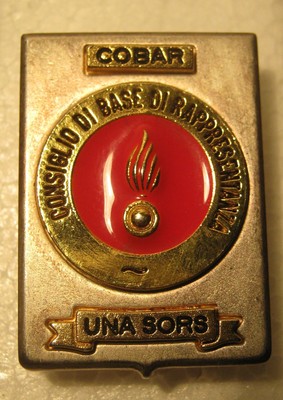 COBAR
CONSIGLIO DI BASE DI RAPPRESENTANZA
~
UNA SORS